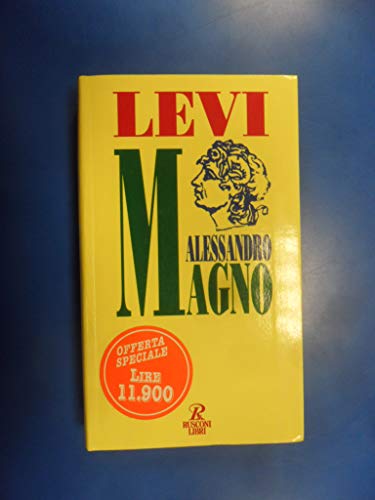 LEVI
ALESSANDRO
MAGNO
OFFERTA
SPECIALE
LIRE
11.900
R
RUSCONI
LIBRI